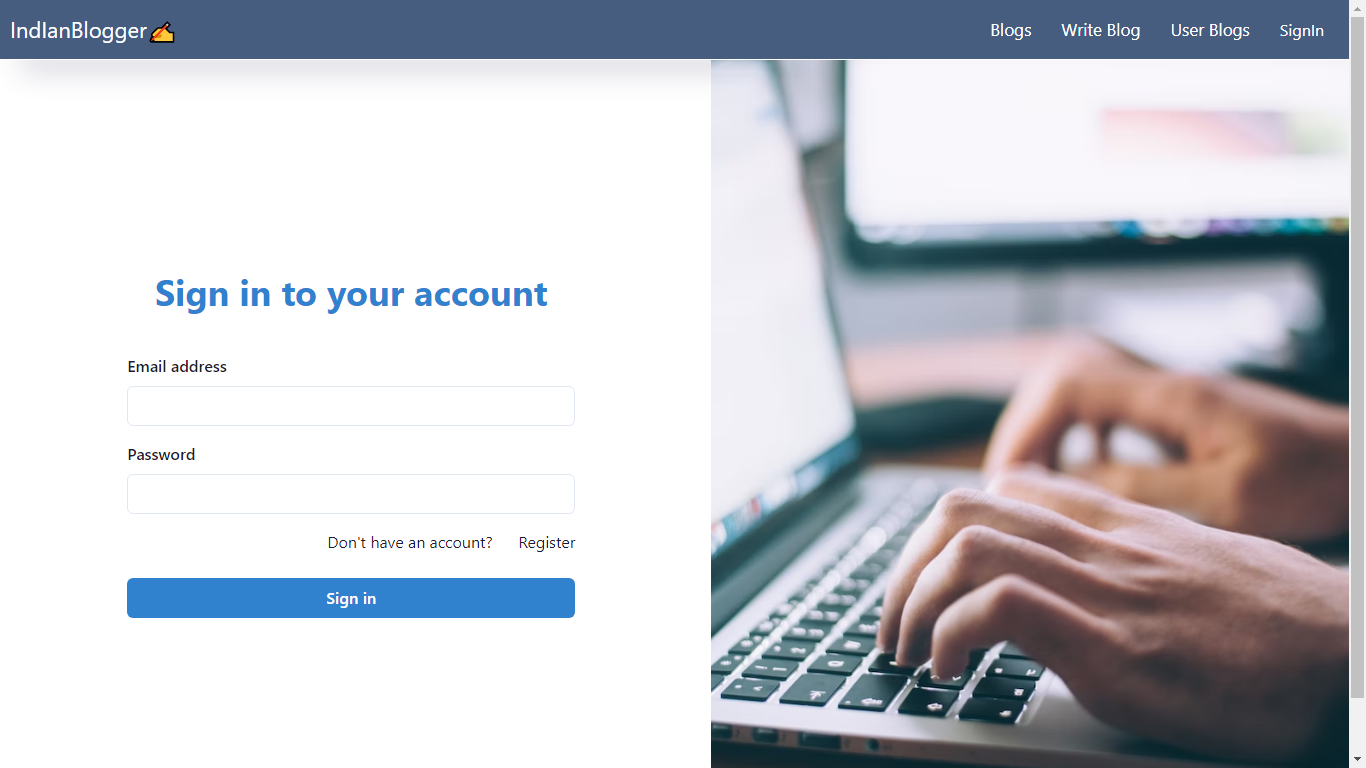 IndIanBlogger✍
Blogs Write Blog User Blogs SignIn
Sign in to your account
Email address
Password
Don't have an account? Register
Sign in